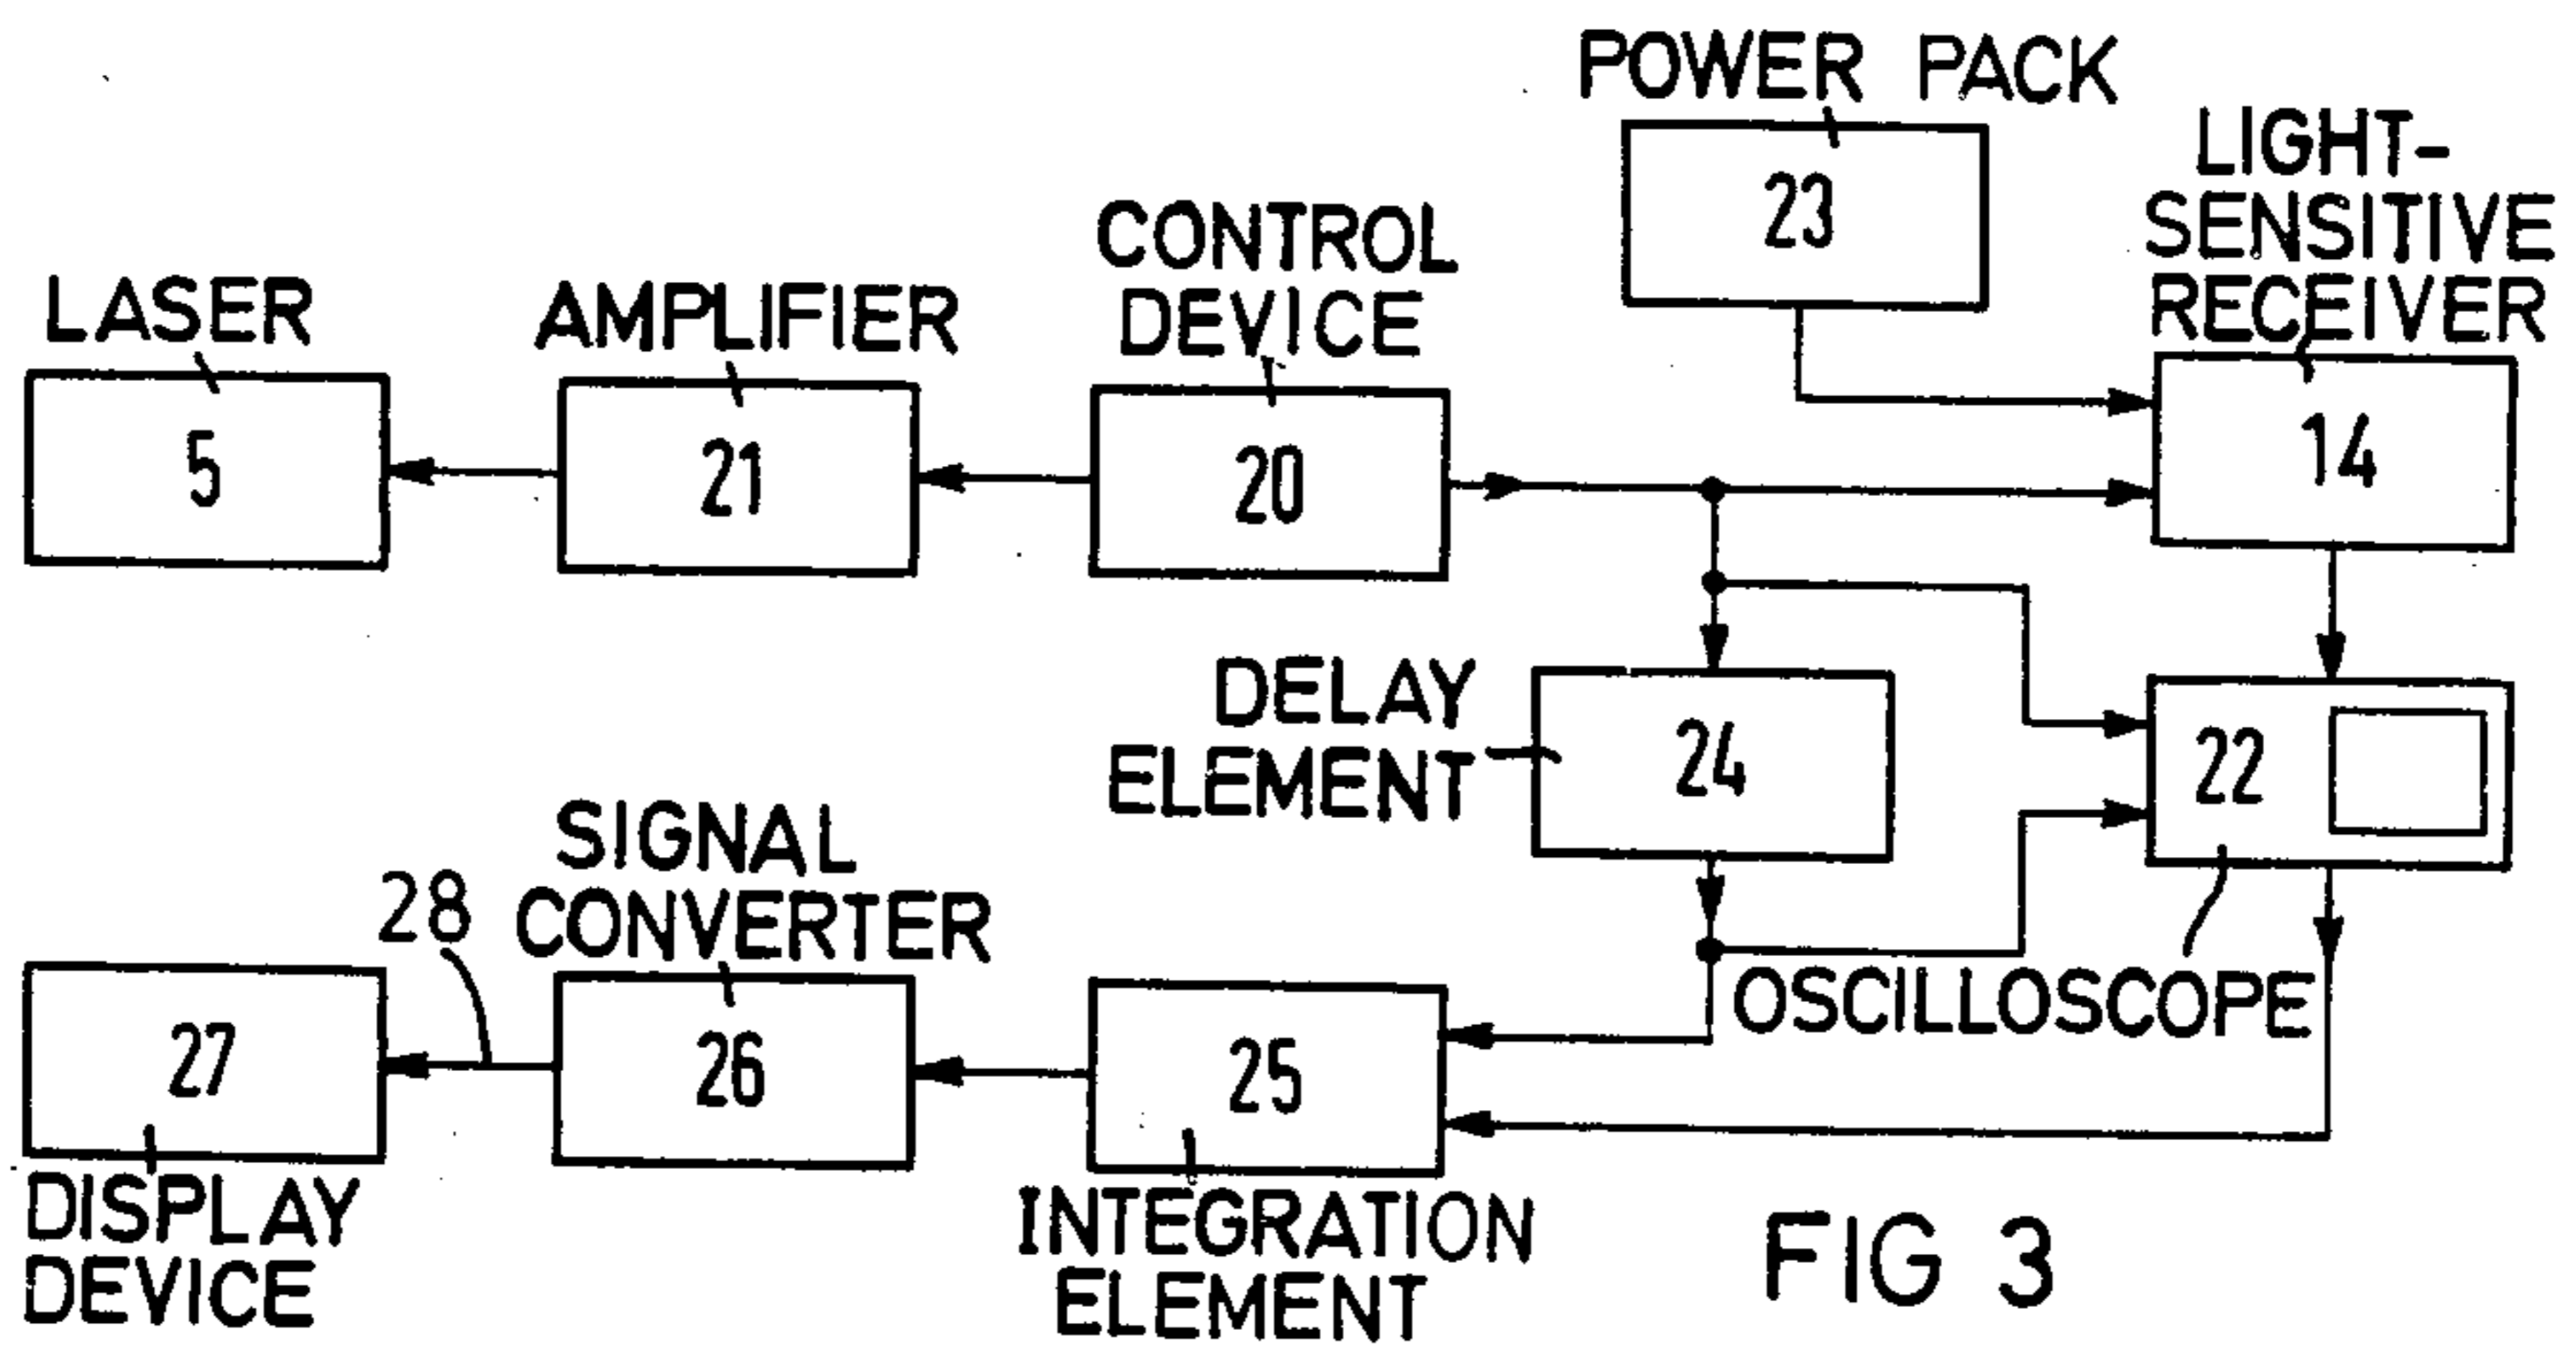 POWER PACK
23
LIGHT-
SENSITIVE
RECEIVER
14
CONTROL
DEVICE
20
AMPLIFIER
21
LASER
5
DELAY
ELEMENT
24
22
OSCILLOSCOPE
SIGNAL
CONVERTER
26
28
27
DISPLAY
DEVICE
25
INTEGRATION
ELEMENT
FIG 3